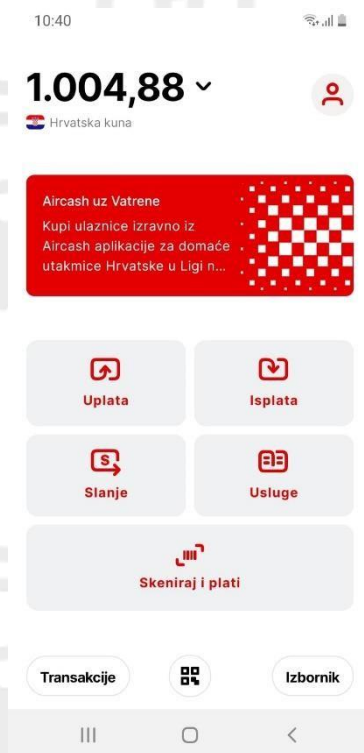 10:40
1.004,88
Hrvatska kuna
Aircash uz Vatrene
Kupi ulaznice izravno iz
Aircash aplikacije za domaće
utakmice Hrvatske u Ligi n...
Uplata
Isplata
Slanje
Usluge
Skeniraj i plati
Transakcije
Izbornik